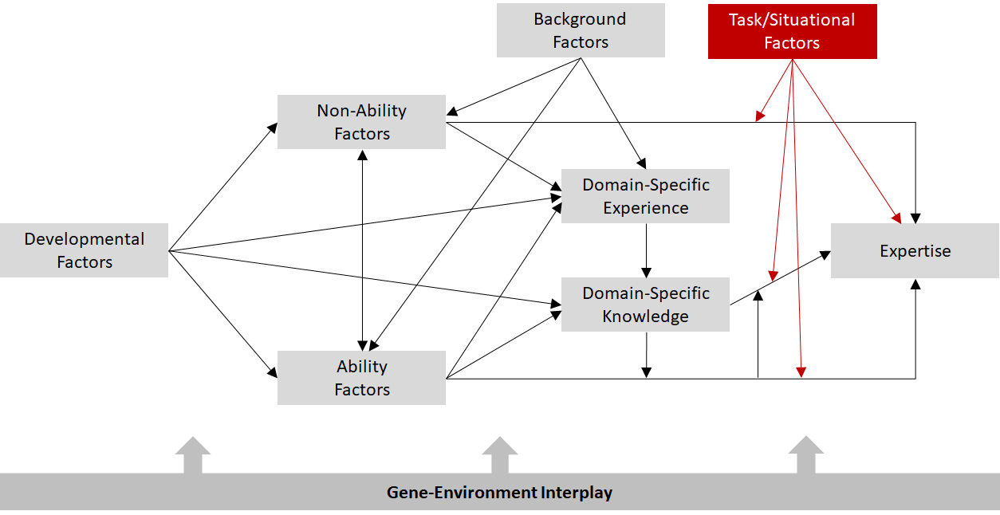 Background
Factors
Task/Situational
Factors
Non-Ability
Factors
Domain-Specific
Experience
Developmental
Factors
Expertise
Domain-Specific
Knowledge
Ability
Factors
Gene-Environment Interplay